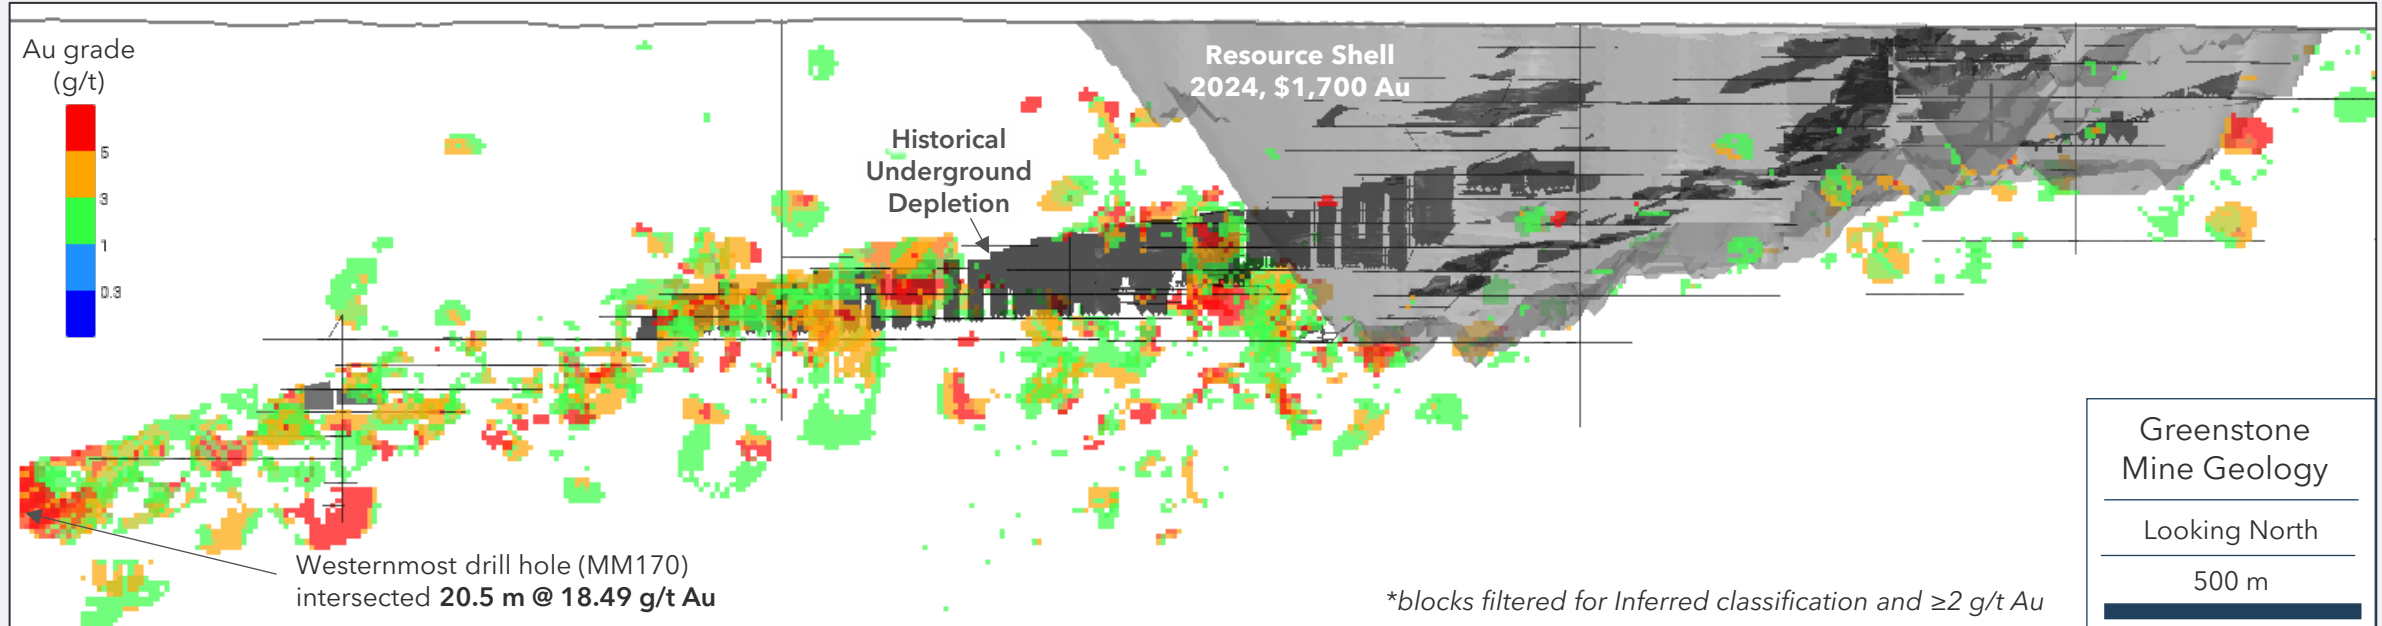 Au grade
(g/t)
5
3
1
0.3
Resource Shell
2024, $1,700 Au
Historical
Underground
Depletion
Westernmost drill hole (MM170)
intersected 20.5 m @ 18.49 g/t Au
*blocks filtered for Inferred classification and ≥2 g/t Au
Greenstone
Mine Geology
Looking North
500 m